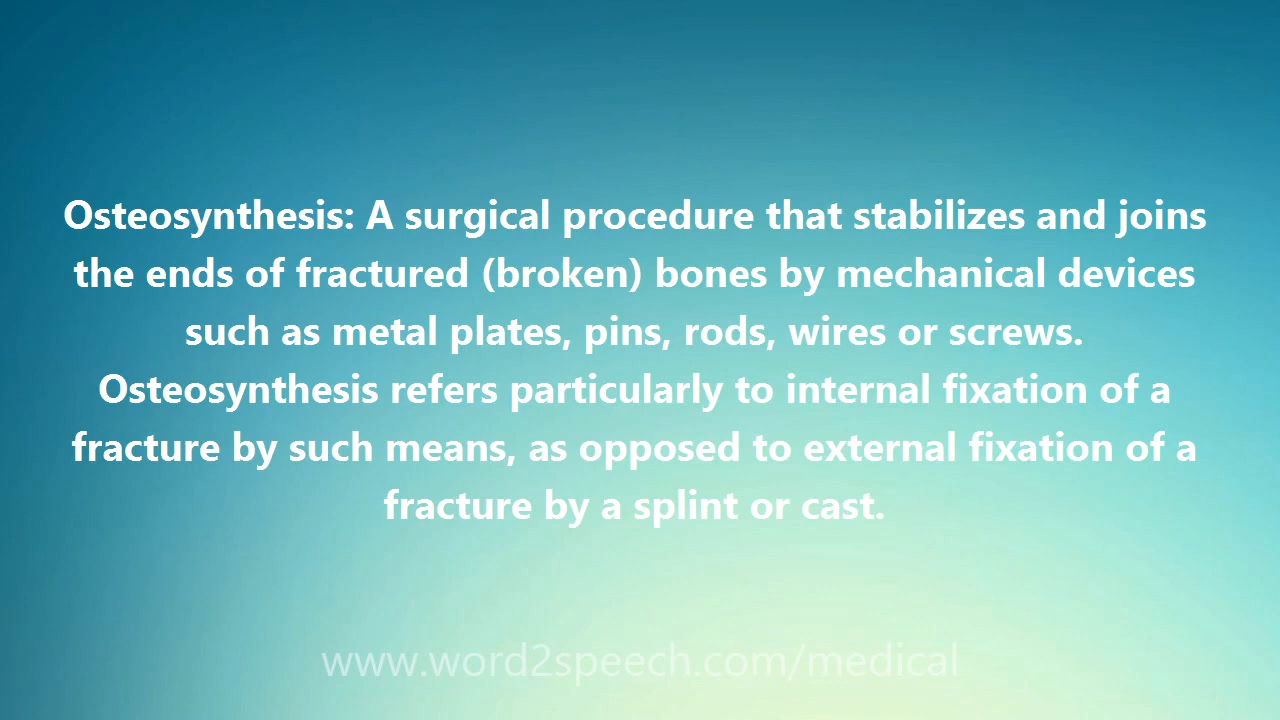 Osteosynthesis: A surgical procedure that stabilizes and joins
the ends of fractured (broken) bones by mechanical devices
such as metal plates, pins, rods, wires or screws.
Osteosynthesis refers particularly to internal fixation of a
fracture by such means, as opposed to external fixation of a
fracture by a splint or cast.
www.word2speech.com/medical